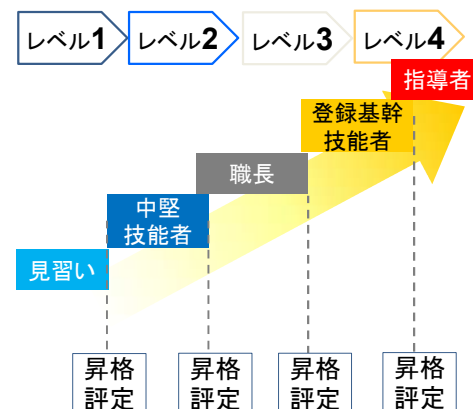 レベル1
レベル2
レベル3
レベル4
指導者
登録基幹
技能者
職長
中堅
技能者
見習い
昇格
評定
昇格
評定
昇格
評定
昇格
評定